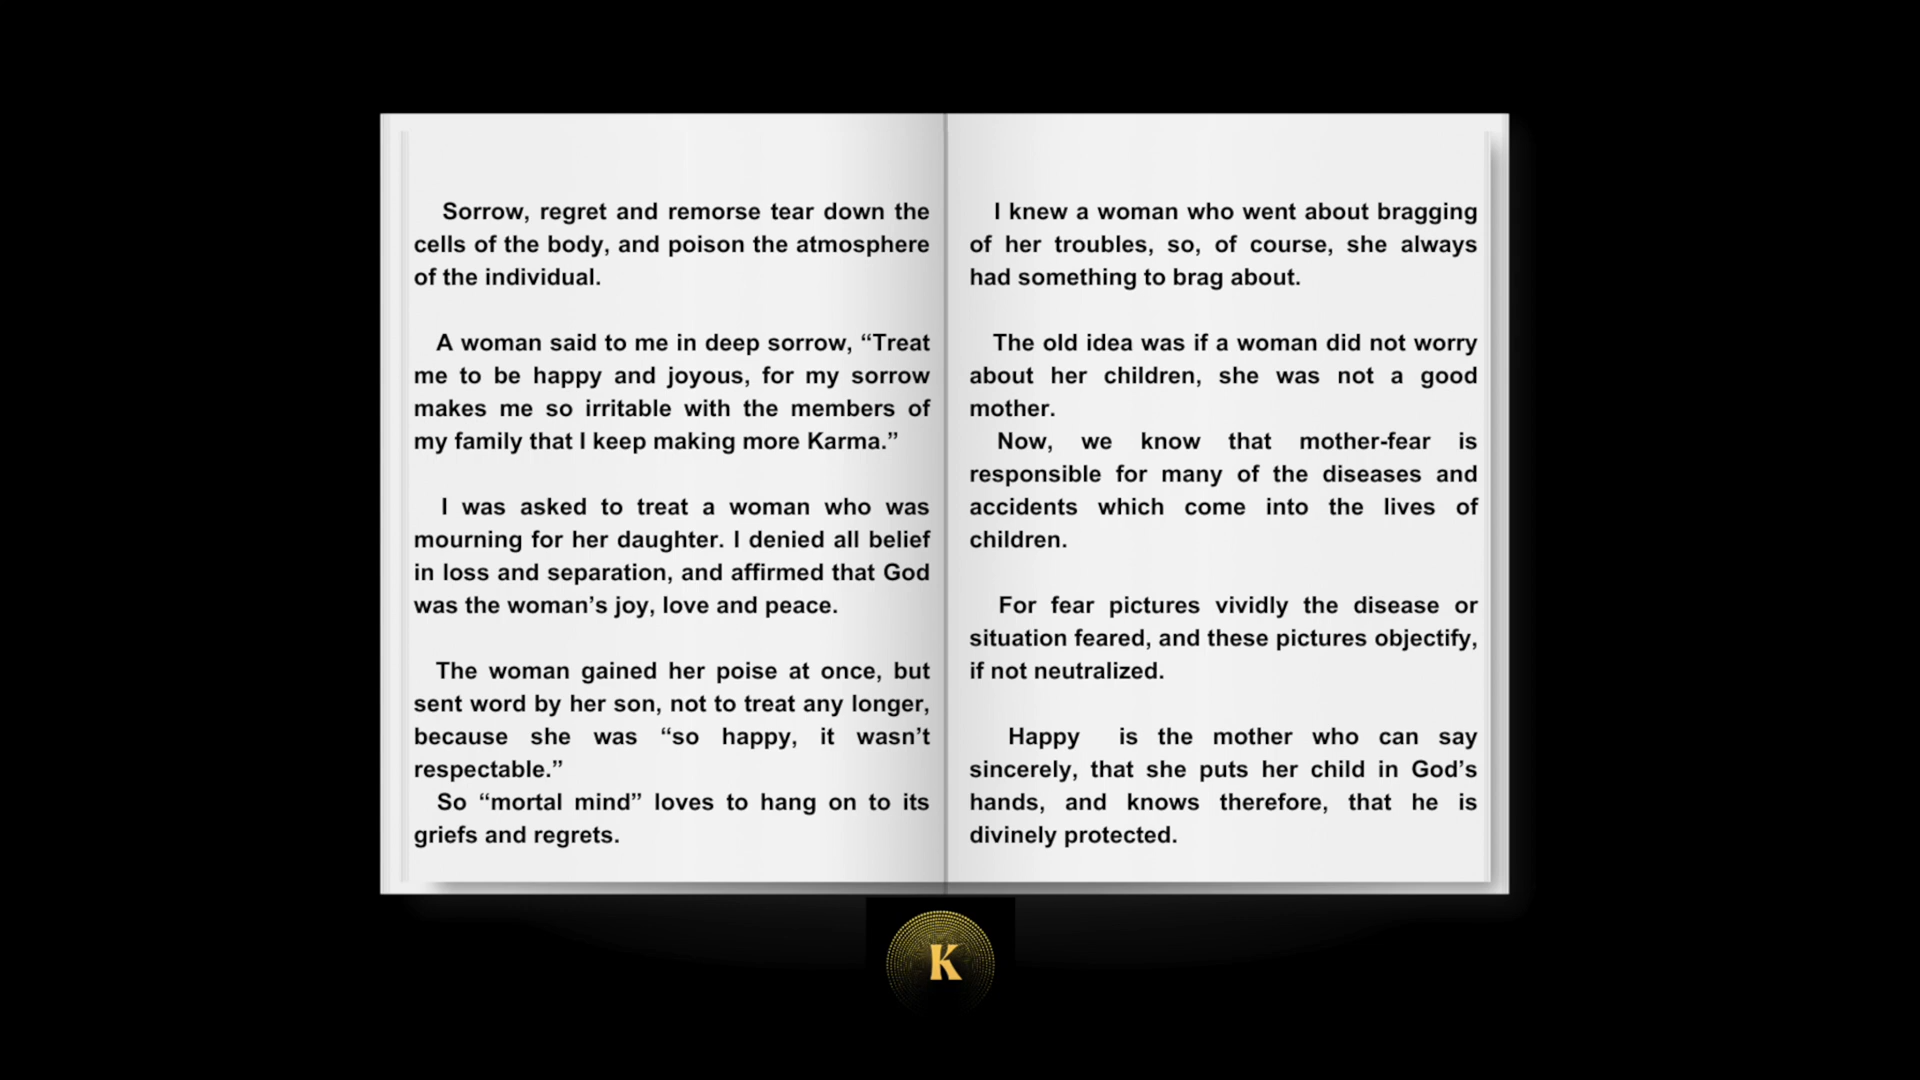 Sorrow, regret and remorse tear down the
cells of the body, and poison the atmosphere
of the individual.
A woman said to me in deep sorrow, “Treat
me to be happy and joyous, for my sorrow
makes me so irritable with the members of
my family that I keep making more Karma.”
I was asked to treat a woman who was
mourning for her daughter. I denied all belief
in loss and separation, and affirmed that God
was the woman’s joy, love and peace.
The woman gained her poise at once, but
sent word by her son, not to treat any longer,
because she was “so happy, it wasn’t
respectable.”
So “mortal mind” loves to hang on to its
griefs and regrets.
I knew a woman who went about bragging
of her troubles, so, of course, she always
had something to brag about.
The old idea was if a woman did not worry
about her children, she was not a good
mother.
Now, we know that mother-fear is
responsible for many of the diseases and
accidents which come into the lives of
children.
For fear pictures vividly the disease or
situation feared, and these pictures objectify,
if not neutralized.
Happy is the mother who can say
sincerely, that she puts her child in God’s
hands, and knows therefore, that he is
divinely protected.
K